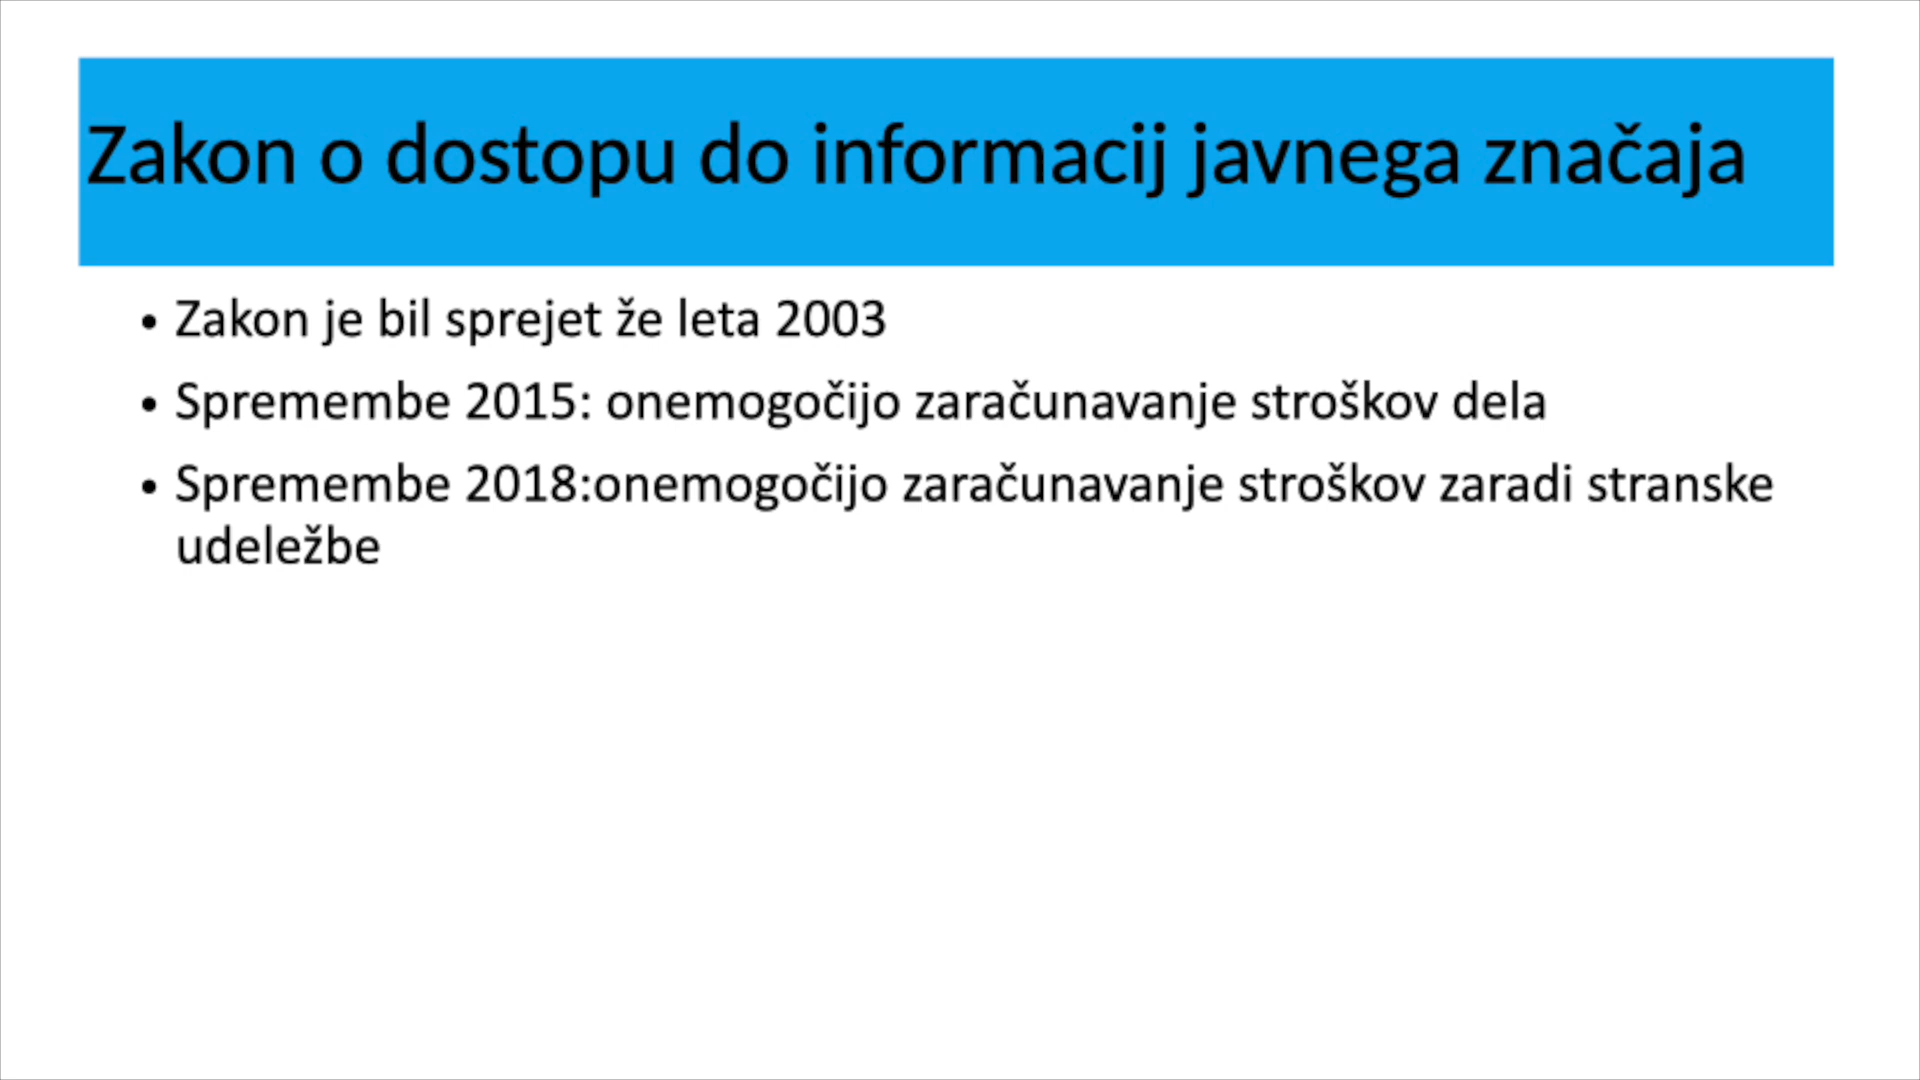 Zakon o dostopu do informacij javnega značaja
• Zakon je bil sprejet že leta 2003
• Spremembe 2015: onemogočijo zaračunavanje stroškov dela
• Spremembe 2018:onemogočijo zaračunavanje stroškov zaradi stranske
udeležbe